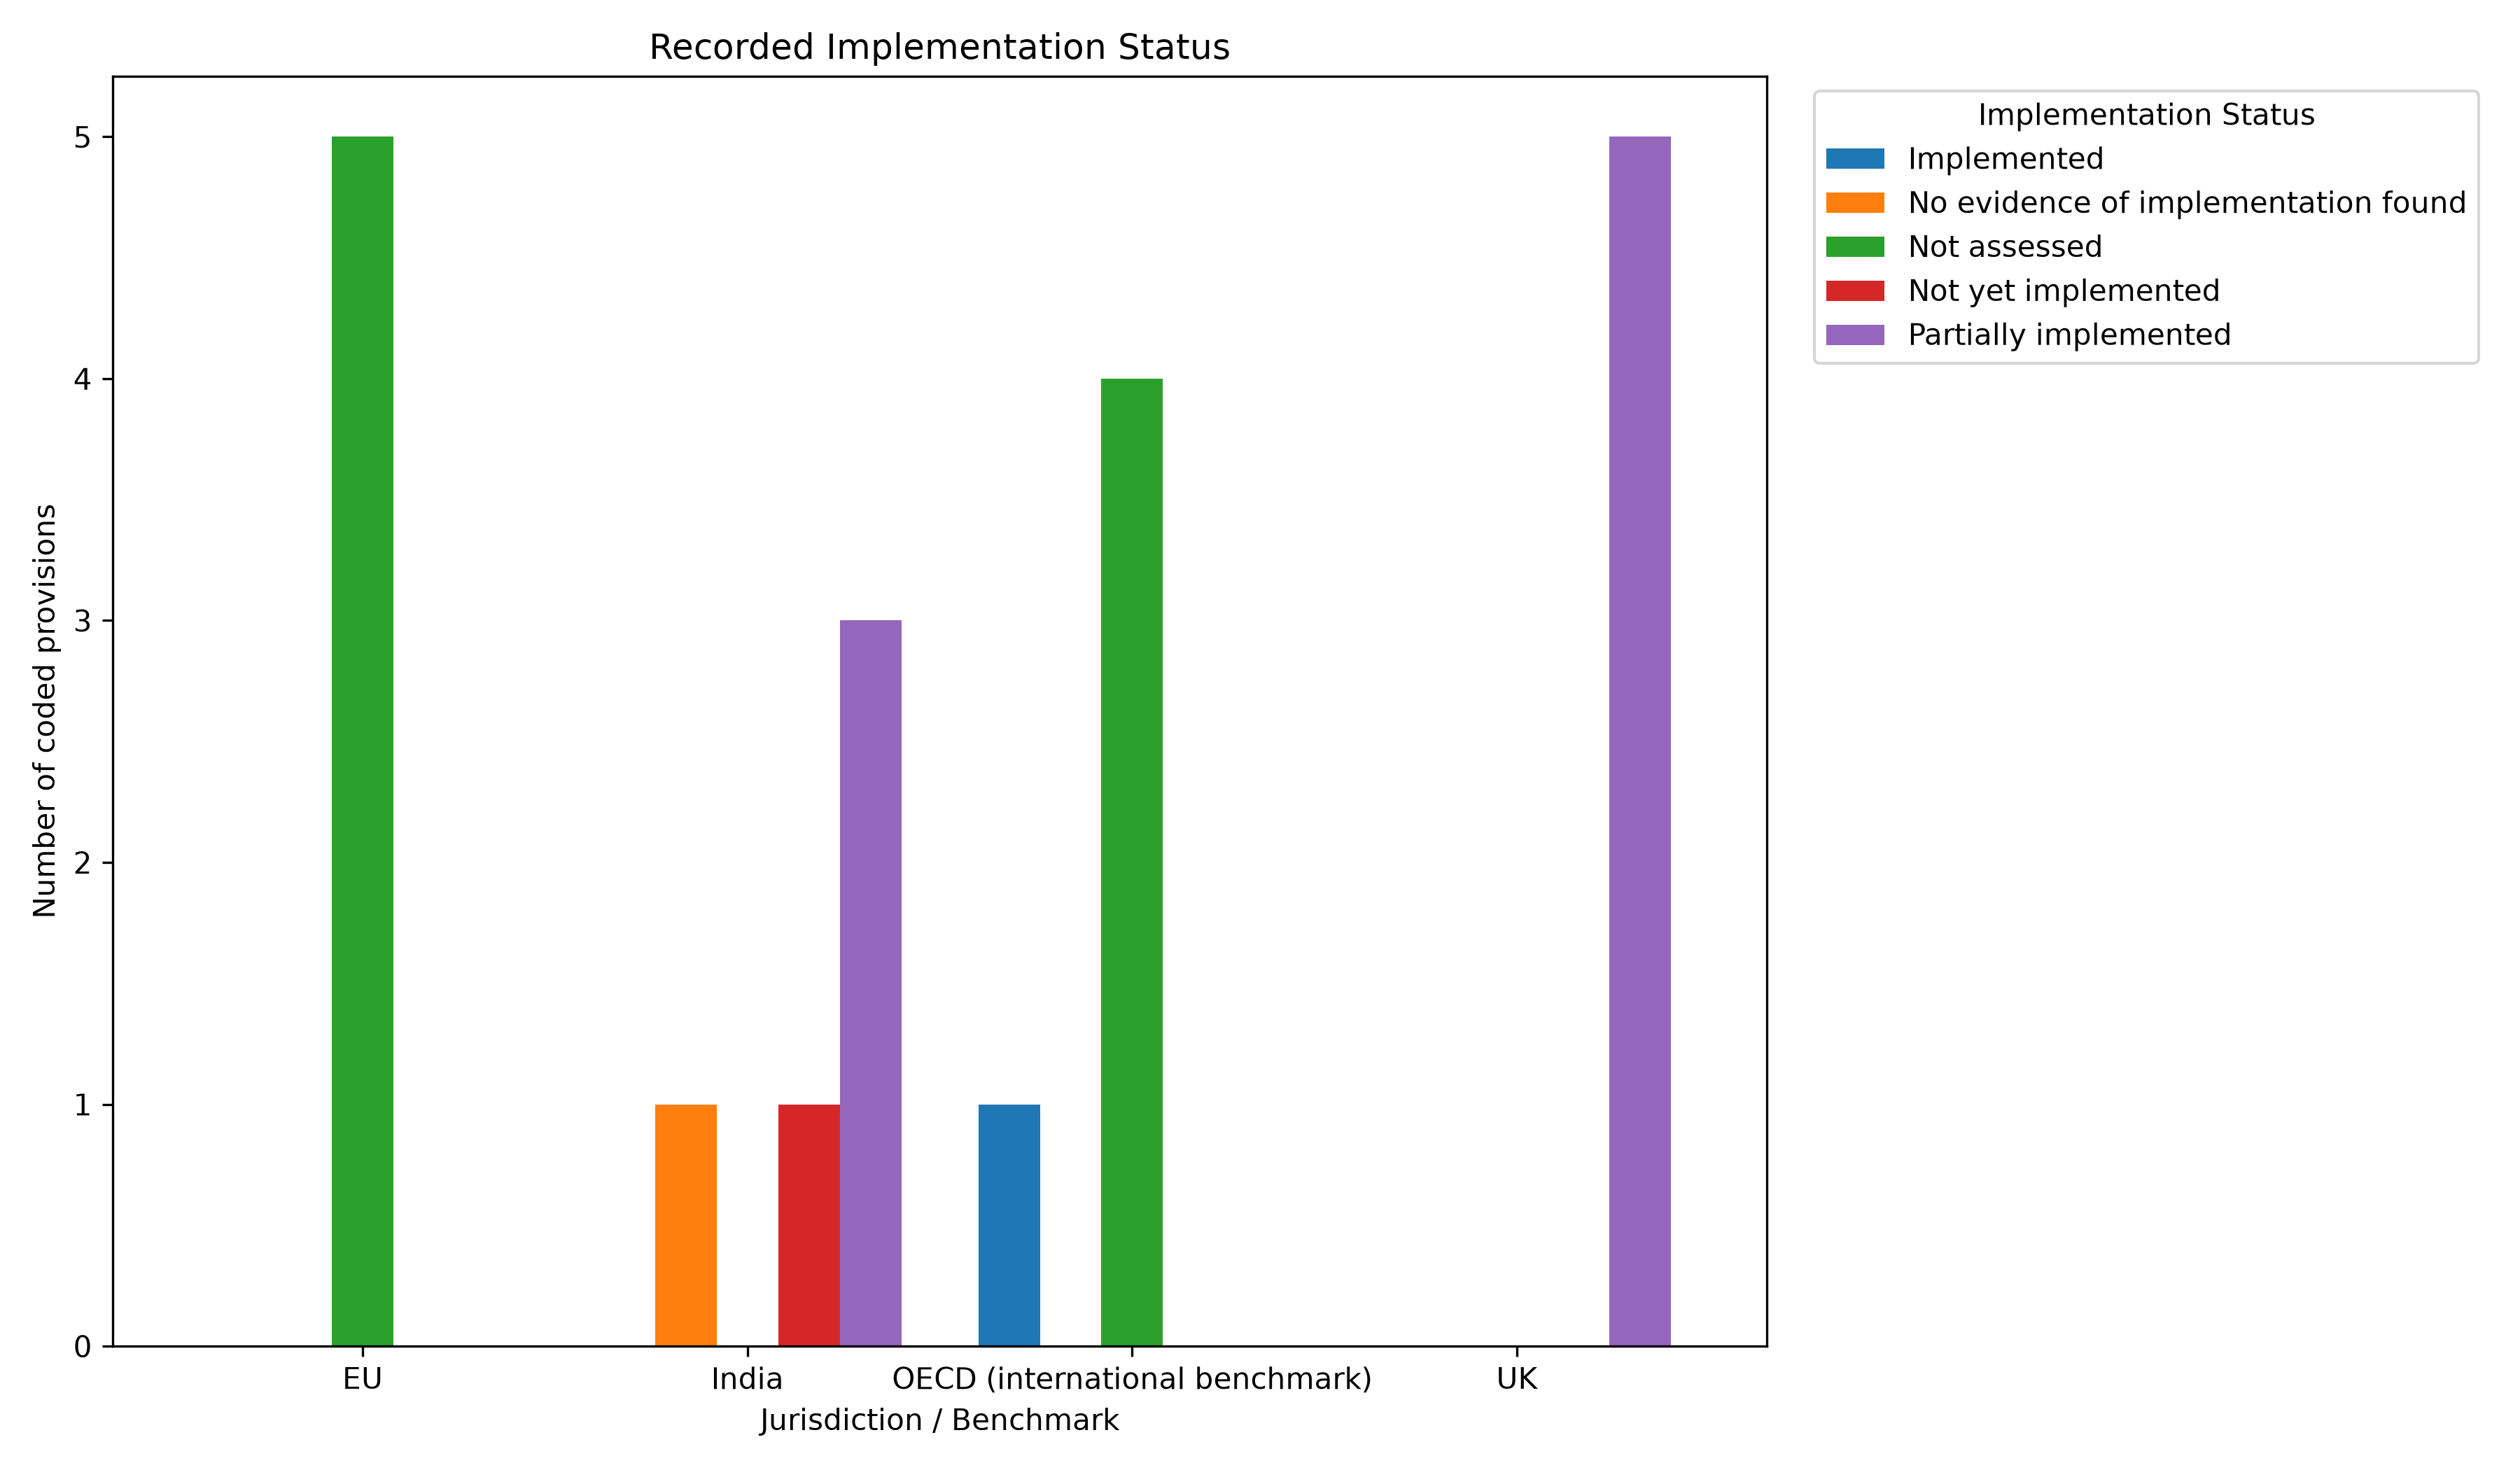 Recorded Implementation Status
Implementation Status
Implemented
No evidence of implementation found
Not assessed
Not yet implemented
Partially implemented
Number of coded provisions
5
4
3
2
1
0
EU
India
OECD (international benchmark)
UK
Jurisdiction / Benchmark